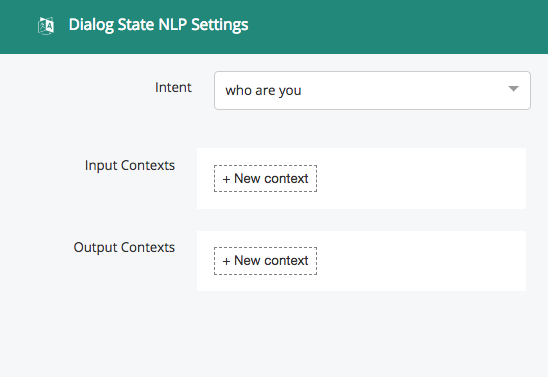 Dialog State NLP Settings
Intent who are you
Input Contexts + New context
Output Contexts + New context